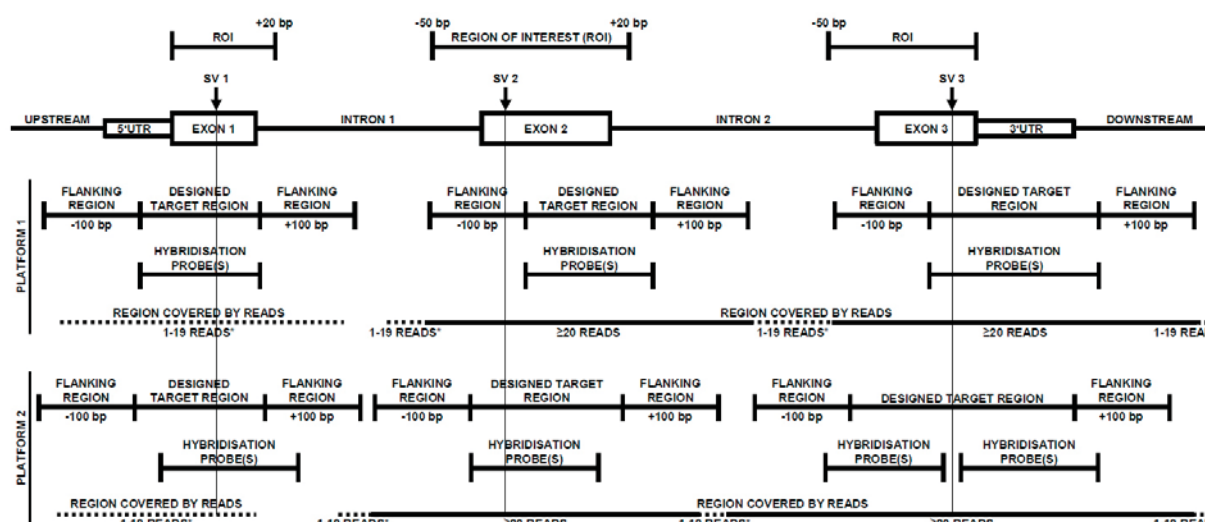 +20 bp -50 bp +20 bp -50 bp
ROI REGION OF INTEREST (ROI) ROI
SV 1 SV 2 SV 3
UPSTREAM INTRON 1 INTRON 2 DOWNSTREAM
5'UTR EXON 1 EXON 2 EXON 3 3'UTR
PLATFORM 1
FLANKING DESIGNED FLANKING FLANKING DESIGNED FLANKING FLANKING DESIGNED TARGET FLANKING
REGION TARGET REGION REGION REGION TARGET REGION REGION REGION REGION REGION
-100 bp +100 bp -100 bp +100 bp -100 bp +100 bp
HYBRIDISATION HYBRIDISATION HYBRIDISATION
PROBE(S) PROBE(S) PROBE(S)
REGION COVERED BY READS REGION COVERED BY READS
1-19 READS* 1-19 READS* ≥20 READS 1-19 READS* ≥20 READS 1-19 REA
PLATFORM 2
FLANKING DESIGNED FLANKING FLANKING DESIGNED TARGET FLANKING FLANKING FLANKING
REGION TARGET REGION REGION REGION REGION REGION REGION DESIGNED TARGET REGION REGION
-100 bp +100 bp -100 bp +100 bp -100 bp +100 bp
HYBRIDISATION HYBRIDISATION HYBRIDISATION HYBRIDISATION
PROBE(S) PROBE(S) PROBE(S) PROBE(S)
REGION COVERED BY READS REGION COVERED BY READS